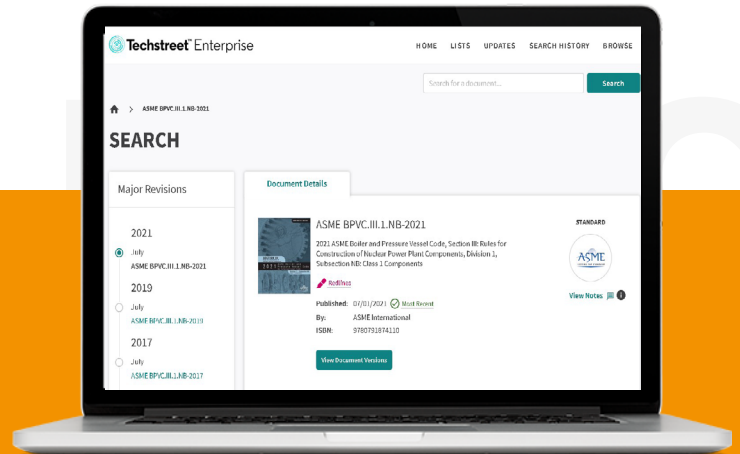 Techstreet™ Enterprise
HOME LISTS UPDATES SEARCH HISTORY BROWSE
Search for a document... Search
> ASME BPVC.III.1.NB-2021
SEARCH
Major Revisions
2021
July
ASME BPVC.III.1.NB-2021
2019
July
ASME BPVC.III.1.NB-2019
2017
July
ASME BPVC.III.1.NB-2017
Document Details
ASME BPVC.III.1.NB-2021
2021 ASME Boiler and Pressure Vessel Code, Section III: Rules for
Construction of Nuclear Power Plant Components, Division 1,
Subsection NB: Class 1 Components
Redlines
Published: 07/01/2021 Most Recent
By: ASME International
ISBN: 9780791874110
View Document Versions
STANDARD
ASME
View Notes